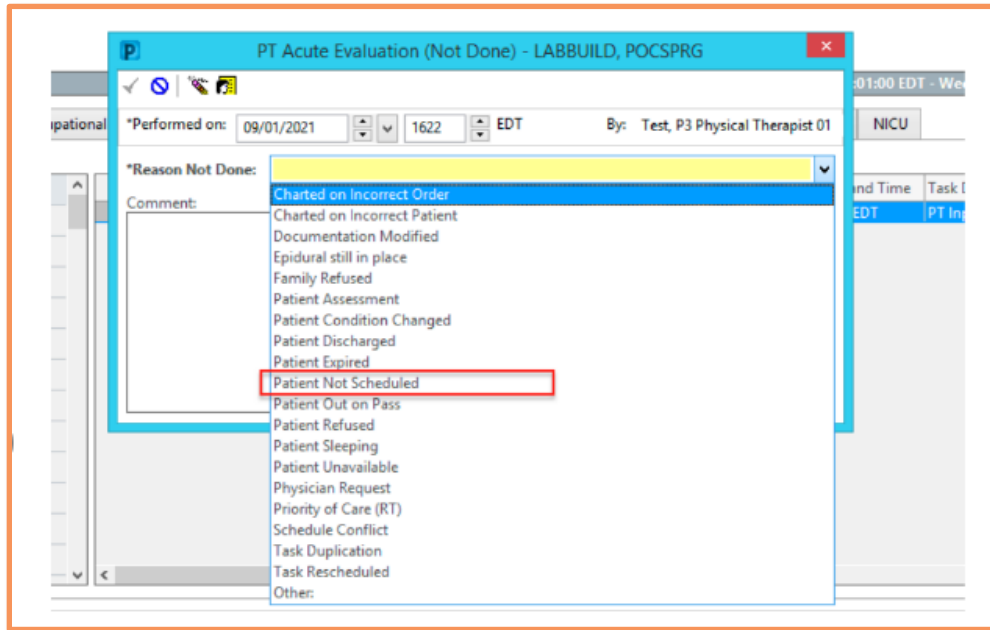 P PT Acute Evaluation (Not Done) - LABBUILD, POCSPRG
:01:00 EDT - Wee
*Performed on: 09/01/2021 1622 EDT By: Test, P3 Physical Therapist 01
upational
NICU
*Reason Not Done:
Comment:
and Time Task D
EDT PT Inp
Charted on Incorrect Order
Charted on Incorrect Patient
Documentation Modified
Epidural still in place
Family Refused
Patient Assessment
Patient Condition Changed
Patient Discharged
Patient Expired
Patient Not Scheduled
Patient Out on Pass
Patient Refused
Patient Sleeping
Patient Unavailable
Physician Request
Priority of Care (RT)
Schedule Conflict
Task Duplication
Task Rescheduled
Other: